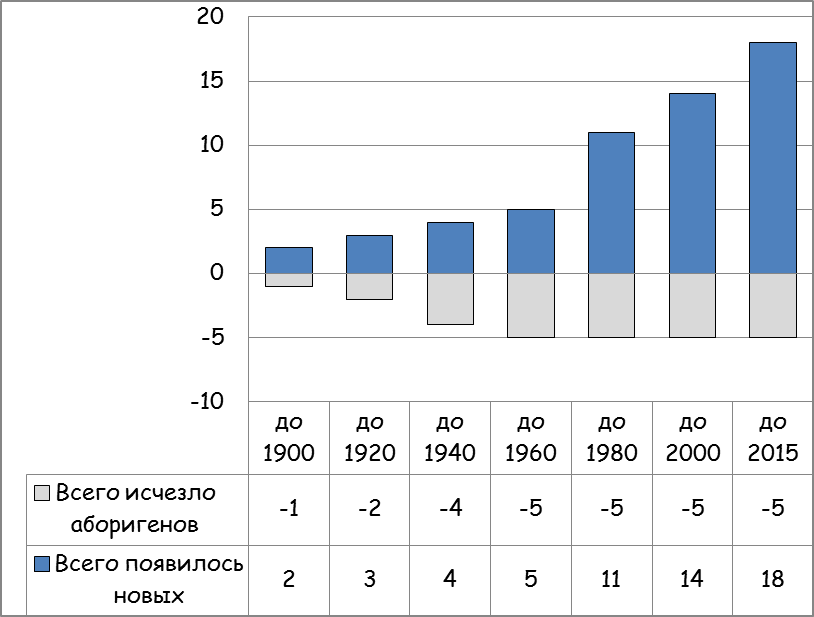 20
15
10
5
0
-5
-10
до 1900
до 1920
до 1940
до 1960
до 1980
до 2000
до 2015
Всего исчезло
аборигенов
-1 -2 -4 -5 -5 -5 -5
Всего появилось
новых
2 3 4 5 11 14 18